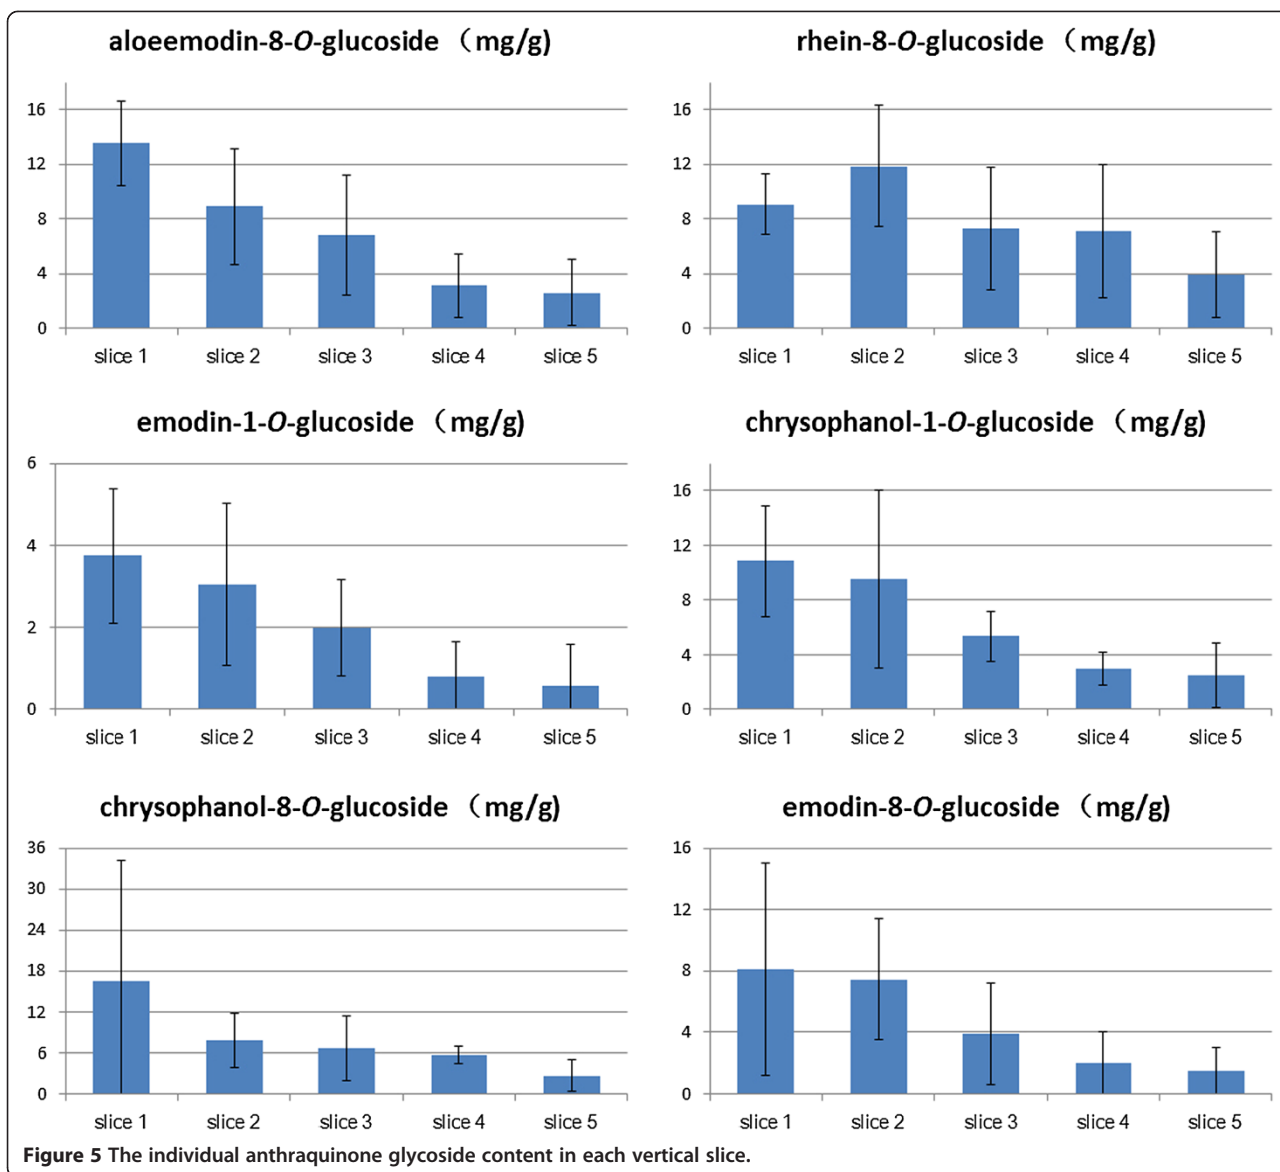 aloeemodin-8-O-glucoside （mg/g)
16
12
8
4
0
slice 1 slice 2 slice 3 slice 4 slice 5
rhein-8-O-glucoside （mg/g)
16
12
8
4
0
slice 1 slice 2 slice 3 slice 4 slice 5
emodin-1-O-glucoside （mg/g)
6
4
2
0
slice 1 slice 2 slice 3 slice 4 slice 5
chrysophanol-1-O-glucoside （mg/g)
16
12
8
4
0
slice 1 slice 2 slice 3 slice 4 slice 5
chrysophanol-8-O-glucoside （mg/g)
36
30
24
18
12
6
0
slice 1 slice 2 slice 3 slice 4 slice 5
emodin-8-O-glucoside （mg/g)
16
12
8
4
0
slice 1 slice 2 slice 3 slice 4 slice 5
Figure 5 The individual anthraquinone glycoside content in each vertical slice.